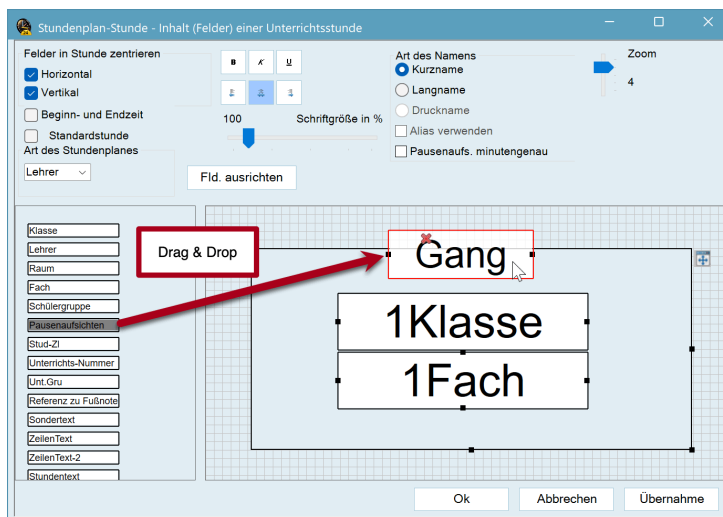 Stundenplan-Stunde - Inhalt (Felder) einer Unterrichtsstunde
Felder in Stunde zentrieren
Horizontal
Vertikal
Beginn- und Endzeit
Standardstunde
Art des Stundenplanes
Lehrer
B K U
100 Schriftgröße in %
Fld. ausrichten
Art des Namens
Kurzname
Langname
Druckname
Alias verwenden
Pausenaufs. minutengenau
Zoom
4
Klasse
Lehrer
Raum
Fach
Schülergruppe
Pausenaufsichten
Stud-Zl
Unterrichts-Nummer
Unt.Gru
Referenz zu Fußnote
Sondertext
ZeilenText
ZeilenText-2
Stundentext
Drag & Drop
Gang
1Klasse
1Fach
Ok
Abbrechen
Übernahme